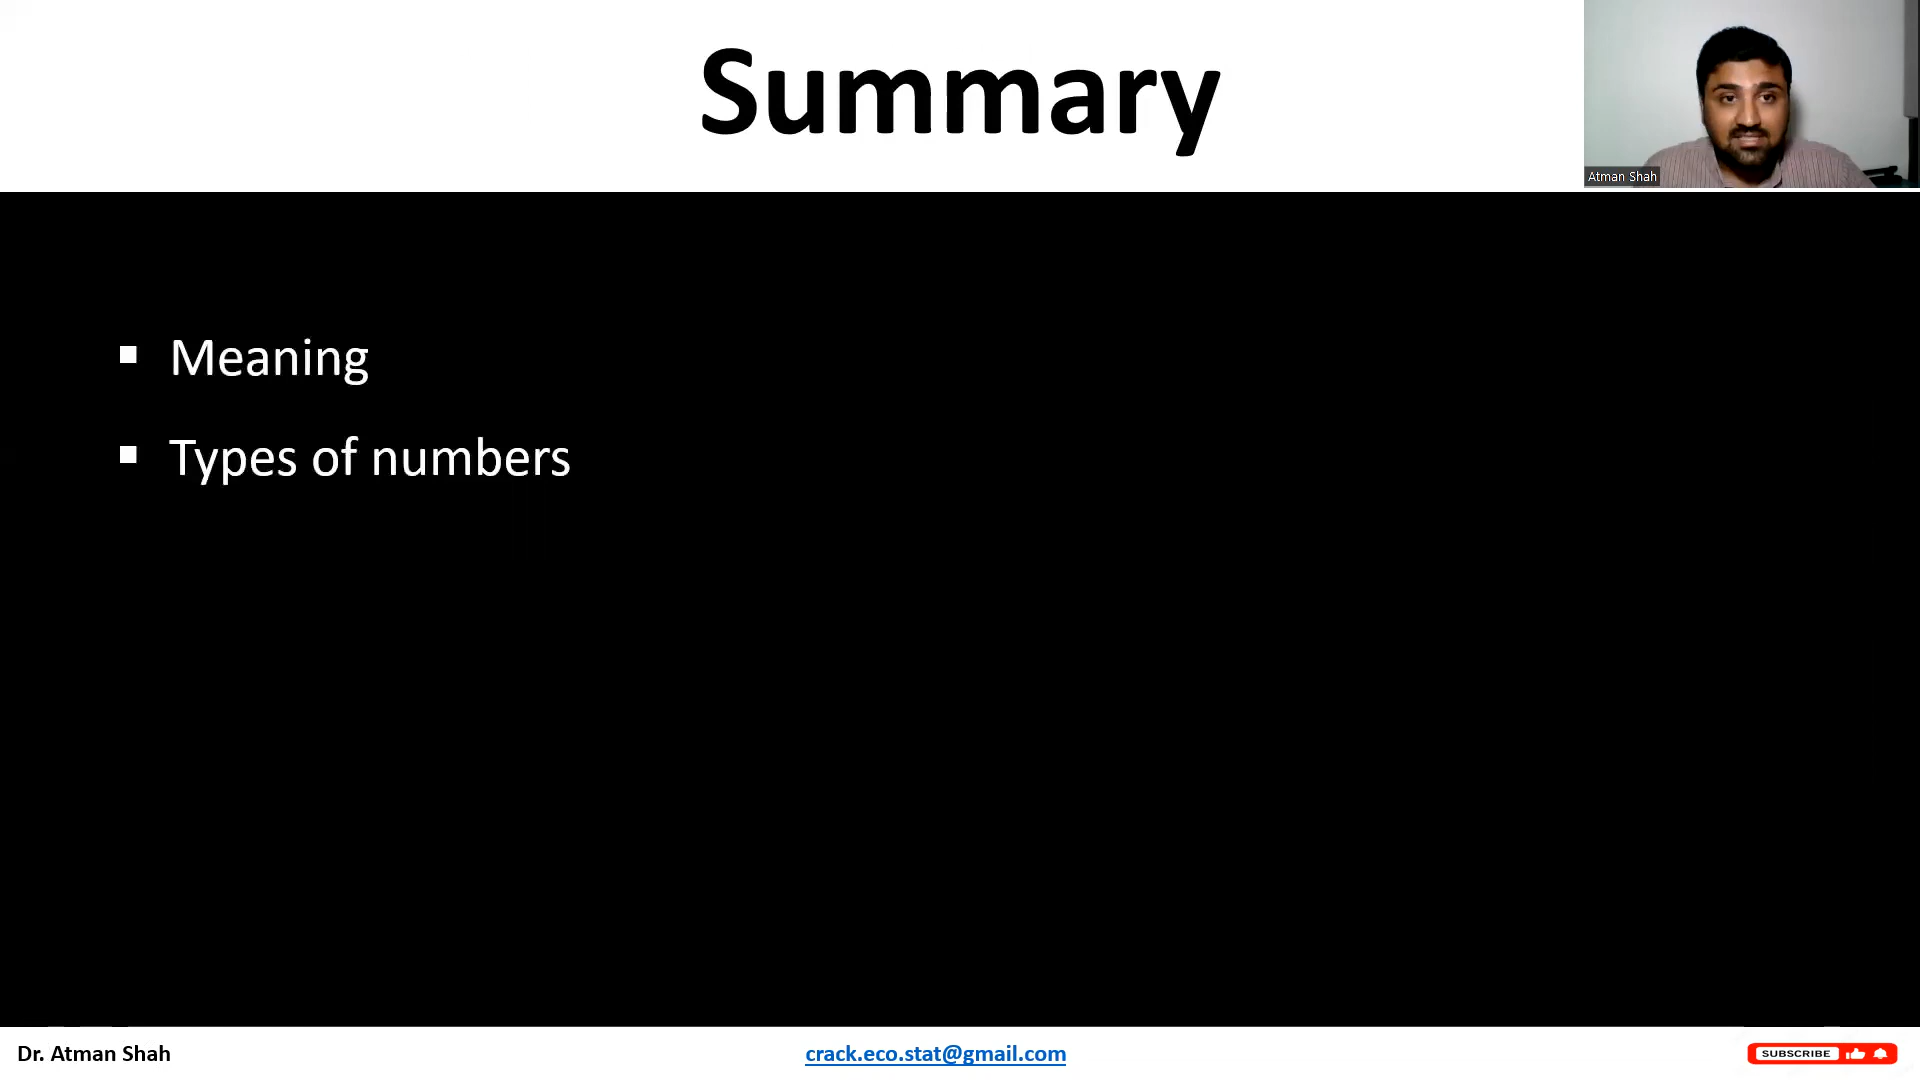 Summary
Atman Shah
Meaning
Types of numbers
Dr. Atman Shah
crack.eco.stat@gmail.com
SUBSCRIBE